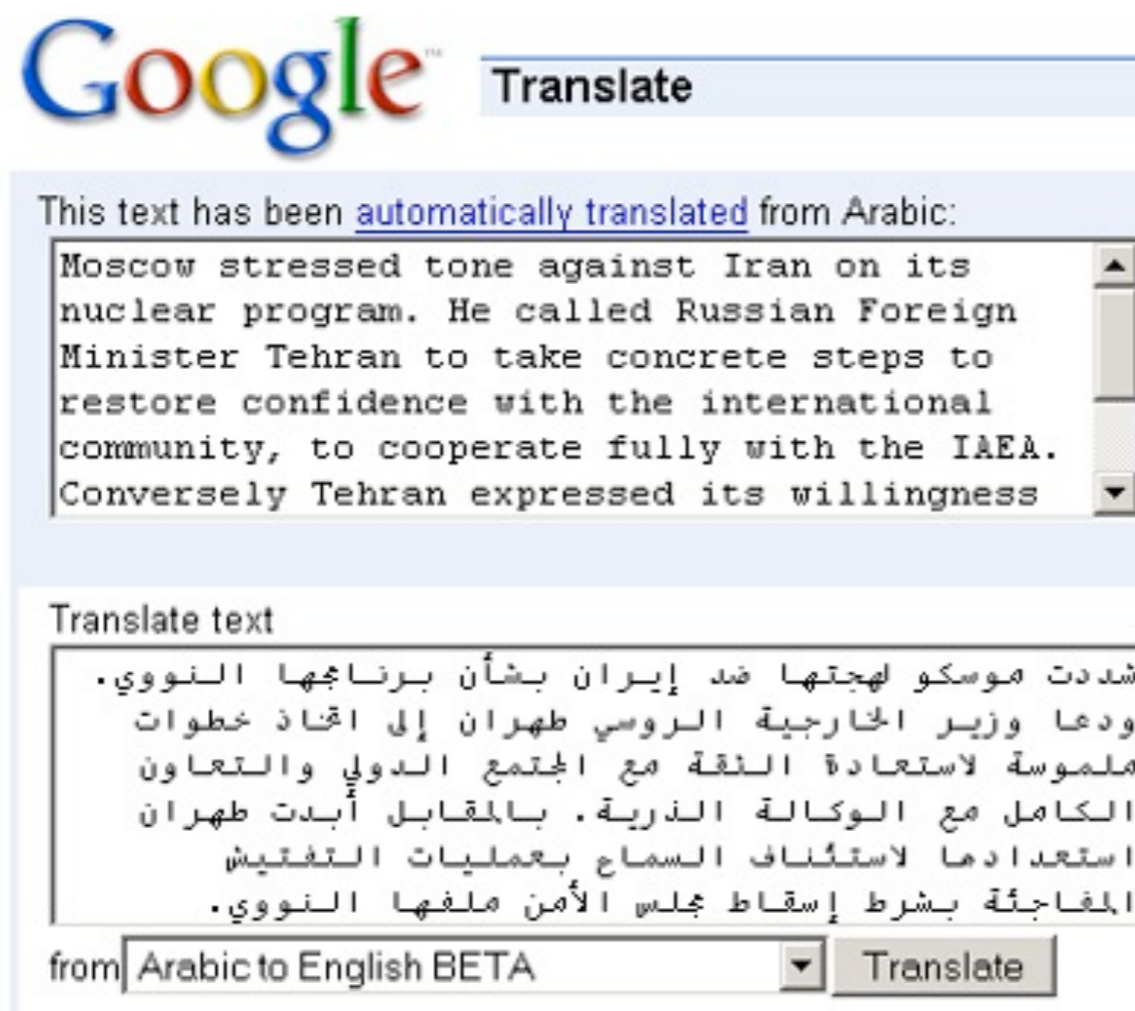 Google™
Translate
This text has been automatically translated from Arabic:
Moscow stressed tone against Iran on its
nuclear program. He called Russian Foreign
Minister Tehran to take concrete steps to
restore confidence with the international
community, to cooperate fully with the IAEA.
Conversely Tehran expressed its willingness
Translate text
شددت موسكو لهجتها ضد إيران بشأن برنامجها النووي.
ودعا وزير الخارجية الروسي طهران إلى اتخاذ خطوات
ملموسة لاستعادة الثقة مع المجتمع الدولي والتعاون
الكامل مع الوكالة الذرية. بالمقابل أبدت طهران
استعدادها لاستئناف السماح بعمليات التفتيش
المفاجئة بشرط إسقاط مجلس الأمن ملفها النووي.
from Arabic to English BETA Translate